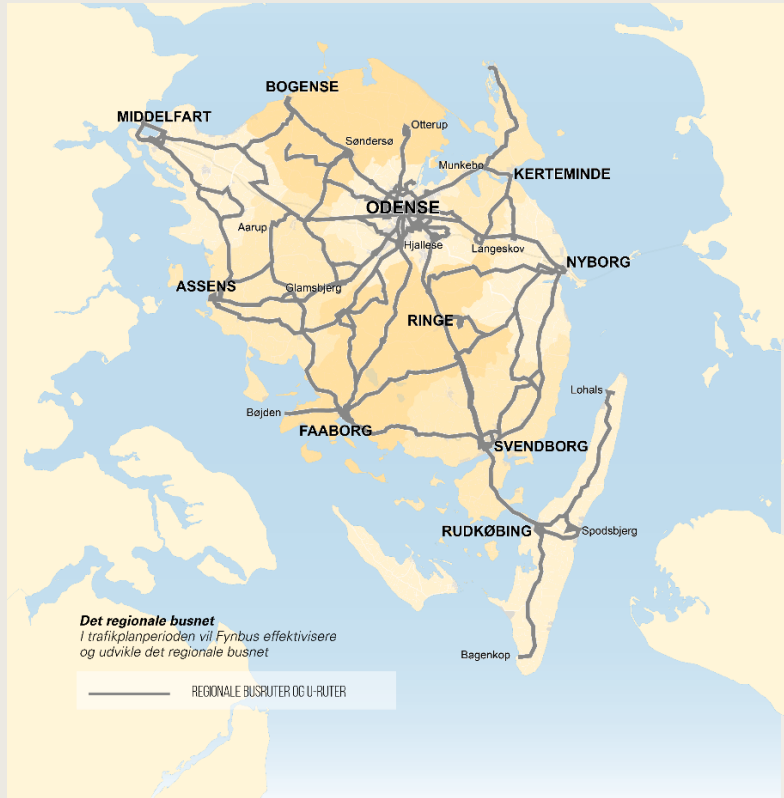 BOGENSE
MIDDELFART
Otterup
Søndersø
Munkebo
KERTEMINDE
ODENSE
Aarup
Hjallese
Langeskov
NYBORG
ASSENS
Glamsbjerg
RINGE
Lohals
Bøjden
FAABORG
SVENDBORG
RUDKØBING
Spodsbjerg
Det regionale busnet
I trafikplanperioden vil Fynbus effektivisere
og udvikle det regionale busnet
Bagenkop
REGIONALE BUSRUTER OG U-RUTER